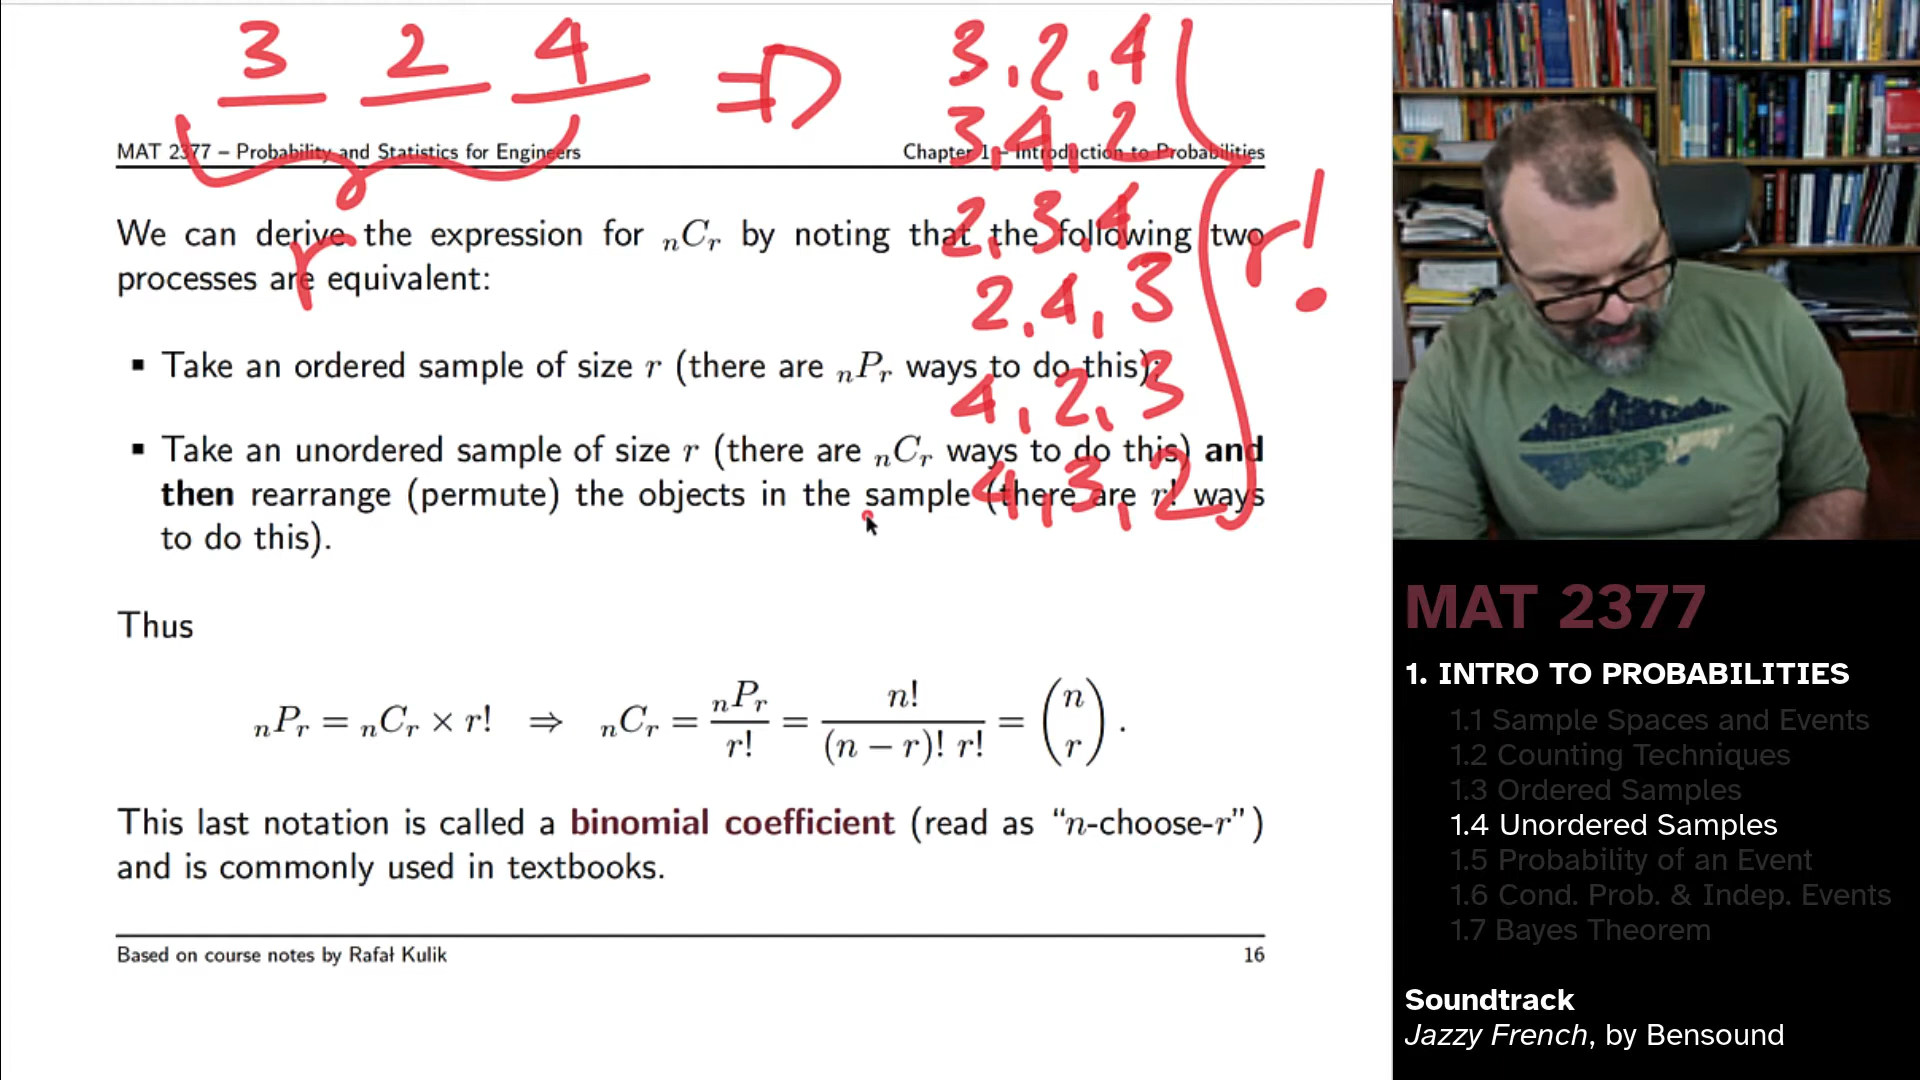 3 2 4 ⇒ 3, 2, 4
3, 4, 2
MAT 2377 – Probability and Statistics for Engineers Chapter 1 – Introduction to Probabilities
r
2, 3, 4
r!
We can derive the expression for nCr by noting that the following two
processes are equivalent:
2, 4, 3
▪ Take an ordered sample of size r (there are nPr ways to do this);
4, 2, 3
▪ Take an unordered sample of size r (there are nCr ways to do this) and
then rearrange (permute) the objects in the sample (there are r! ways
4, 3, 2
to do this).
Thus
nPr = nCr × r! ⇒ nCr = nPr / r! = n! / (n − r)! r! = (n r).
This last notation is called a binomial coefficient (read as “n-choose-r”)
and is commonly used in textbooks.
Based on course notes by Rafał Kulik 16
MAT 2377
1. INTRO TO PROBABILITIES
1.1 Sample Spaces and Events
1.2 Counting Techniques
1.3 Ordered Samples
1.4 Unordered Samples
1.5 Probability of an Event
1.6 Cond. Prob. & Indep. Events
1.7 Bayes Theorem
Soundtrack
Jazzy French, by Bensound